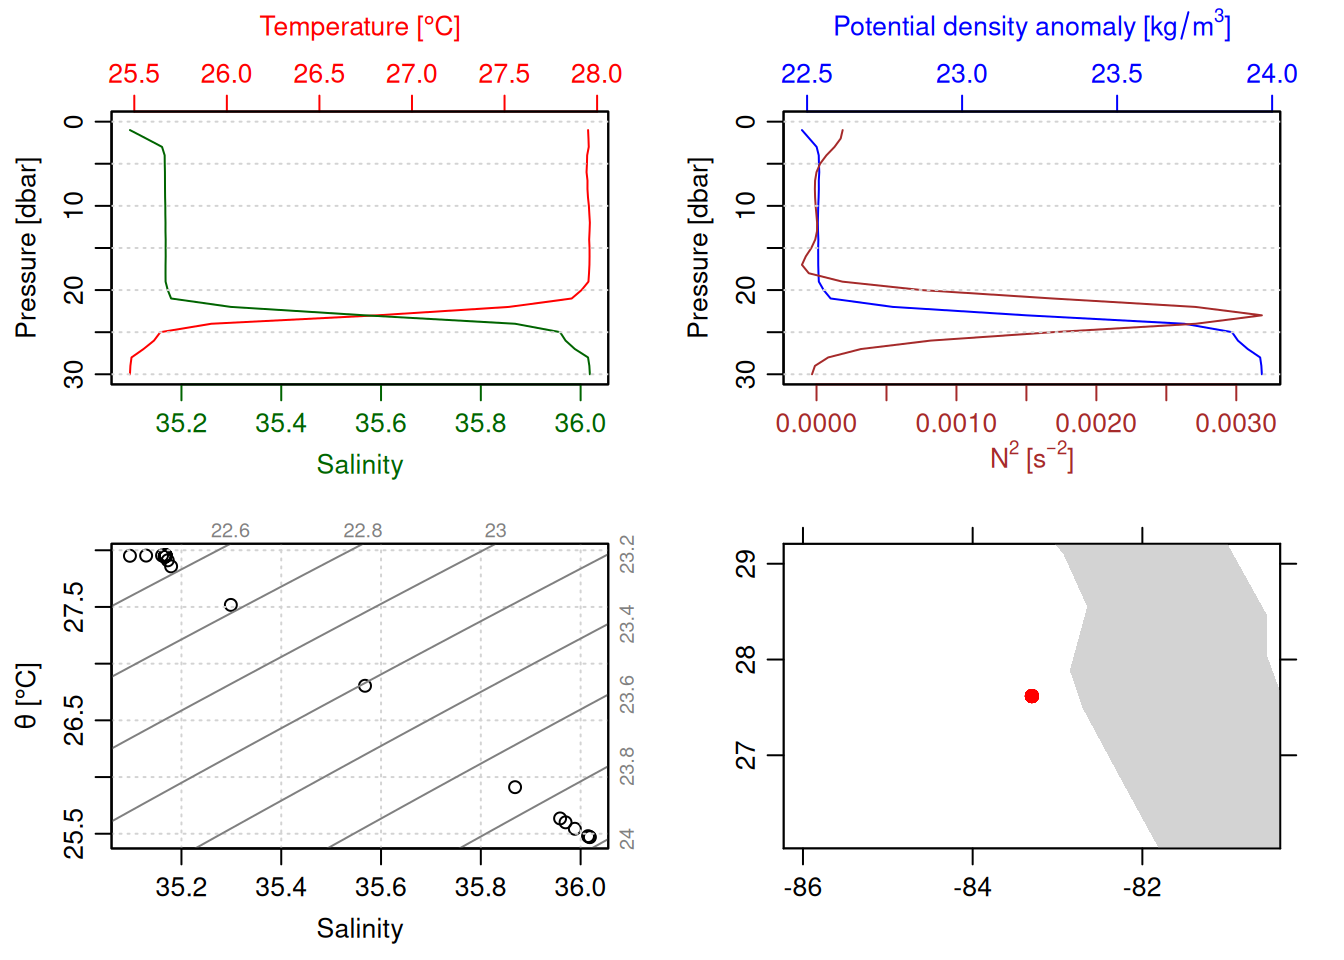 Temperature [°C]
25.5 26.0 26.5 27.0 27.5 28.0
Pressure [dbar]
0
10
20
30
35.2 35.4 35.6 35.8 36.0
Salinity
Potential density anomaly [kg/m³]
22.5 23.0 23.5 24.0
Pressure [dbar]
0
10
20
30
0.0000 0.0010 0.0020 0.0030
N² [s⁻²]
22.6 22.8 23
23.2
23.4
23.6
23.8
24
θ [°C]
27.5
26.5
25.5
35.2 35.4 35.6 35.8 36.0
Salinity
29
28
27
-86 -84 -82